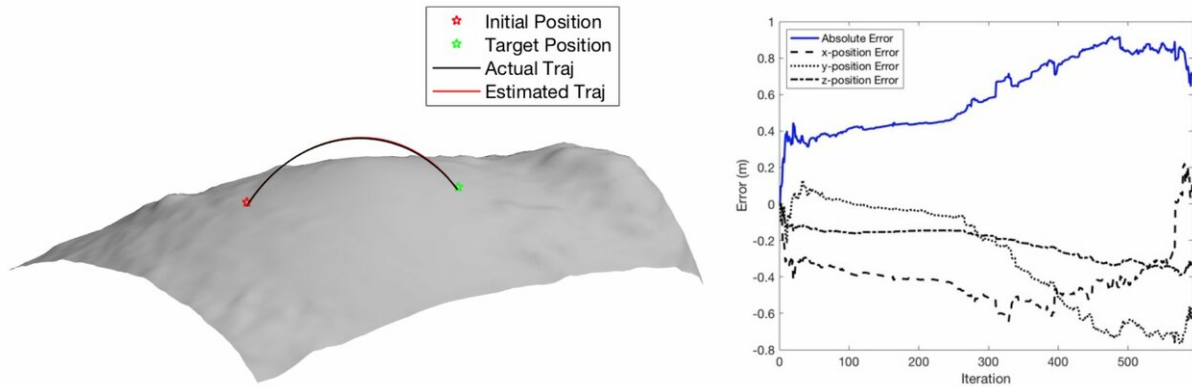 Initial Position
Target Position
Actual Traj
Estimated Traj
Absolute Error
x-position Error
y-position Error
z-position Error
1
0.8
0.6
0.4
0.2
0
-0.2
-0.4
-0.6
-0.8
Error (m)
0
100
200
300
400
500
Iteration